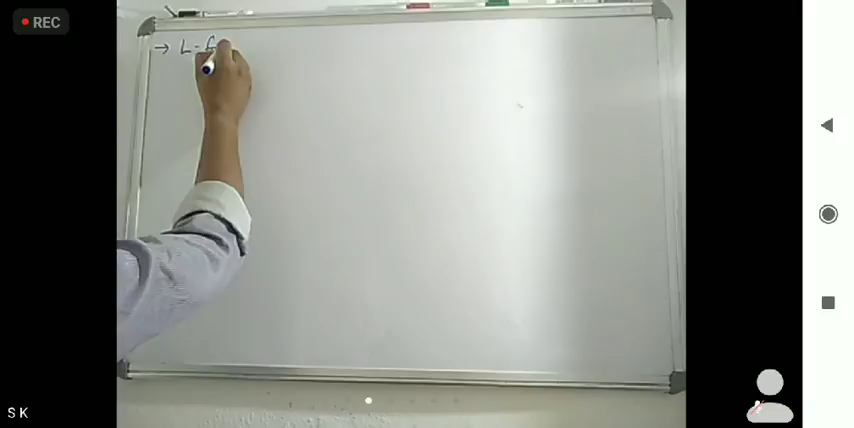 REC
→ L-f
S K